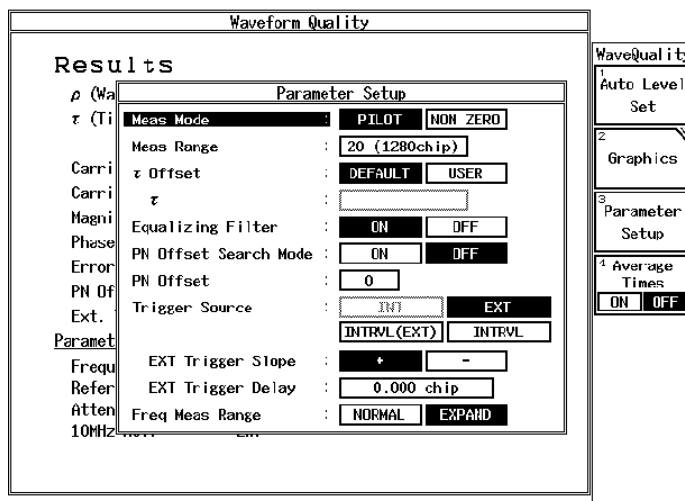 Waveform Quality
Results
ρ (Wa
τ (Ti
Carri
Carri
Magni
Phase
Error
PN Of
Ext.
Paramet
Frequ
Refer
Atten
10MHz
Parameter Setup
Meas Mode : PILOT NON ZERO
Meas Range : 20 (1280chip)
τ Offset : DEFAULT USER
τ :
Equalizing Filter : ON OFF
PN Offset Search Mode : ON OFF
PN Offset : 0
Trigger Source : INT EXT
INTRVL(EXT) INTRVL
EXT Trigger Slope : + -
EXT Trigger Delay : 0.000 chip
Freq Meas Range : NORMAL EXPAND
WaveQuality
1
Auto Level
Set
2
Graphics
3
Parameter
Setup
4 Average
Times
ON OFF